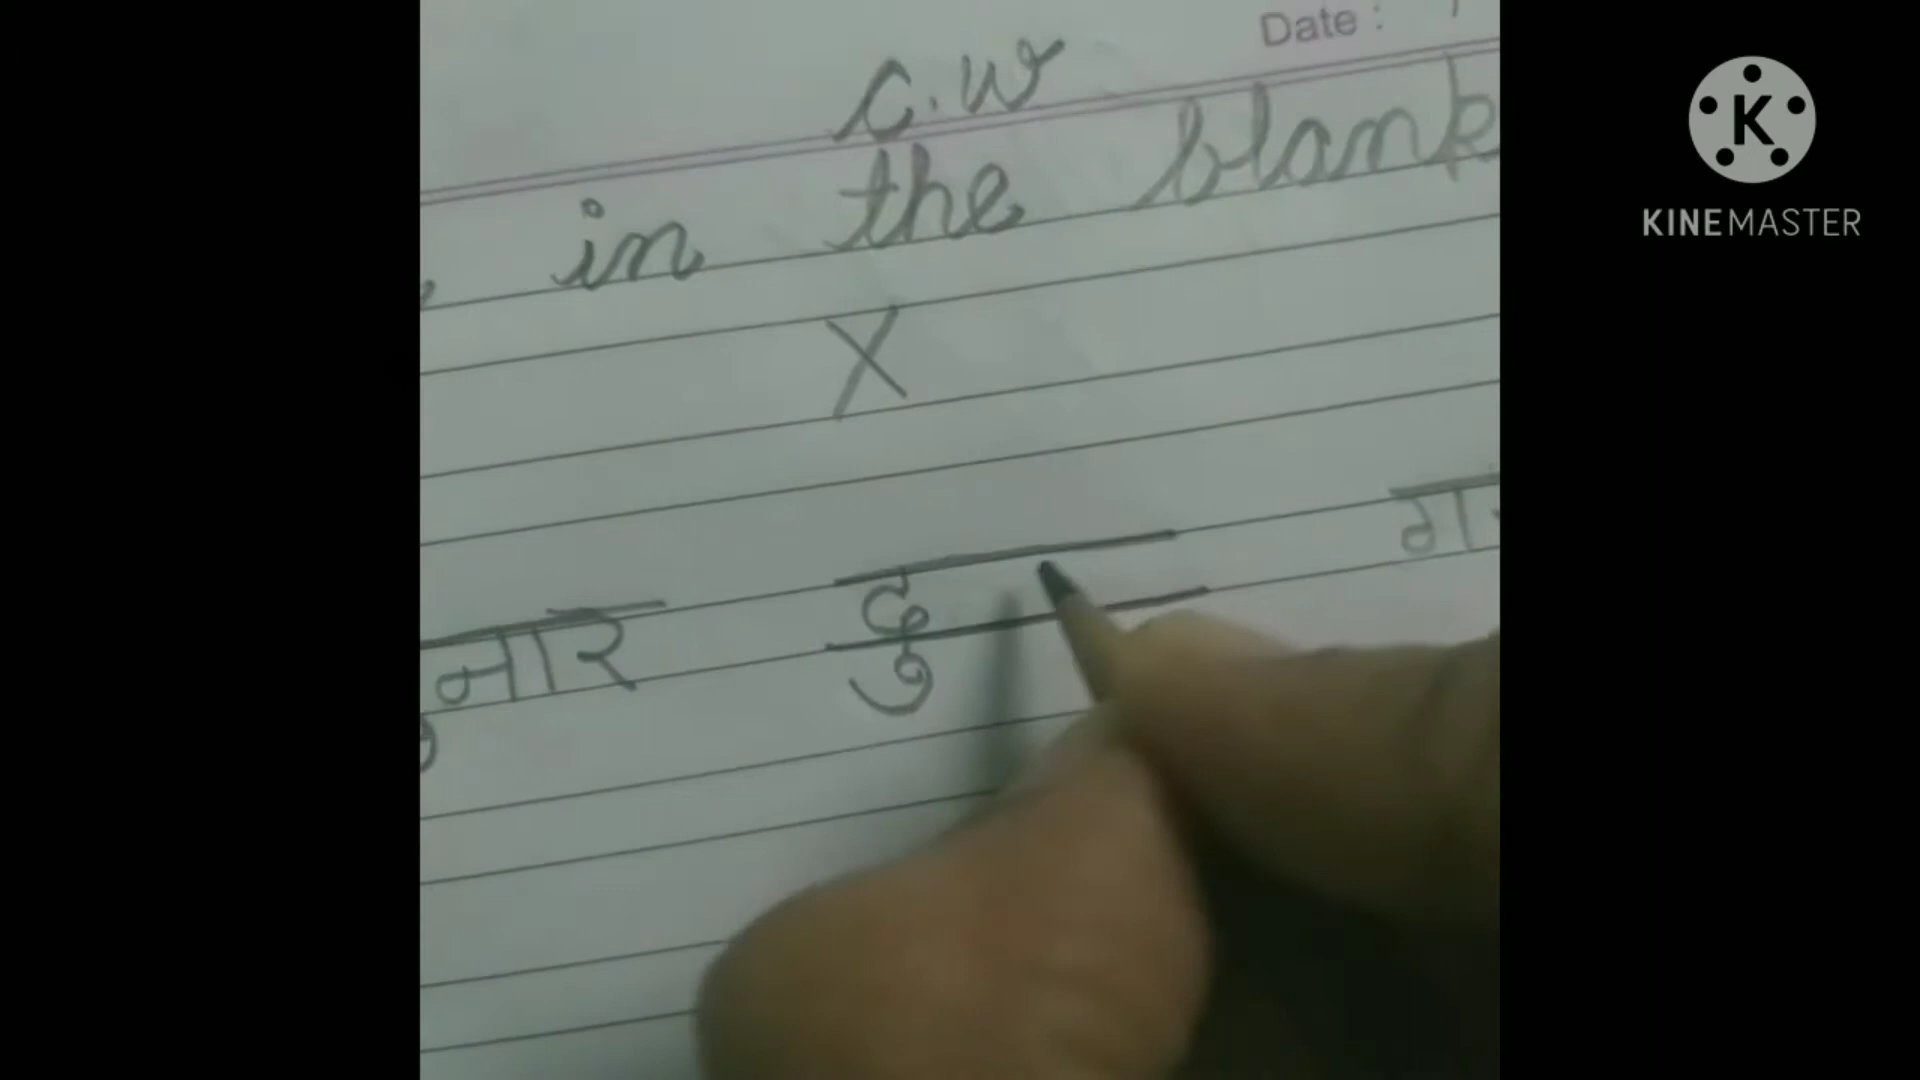 Date :
C.W
in the blank
X
नार दु गा
K
KINEMASTER